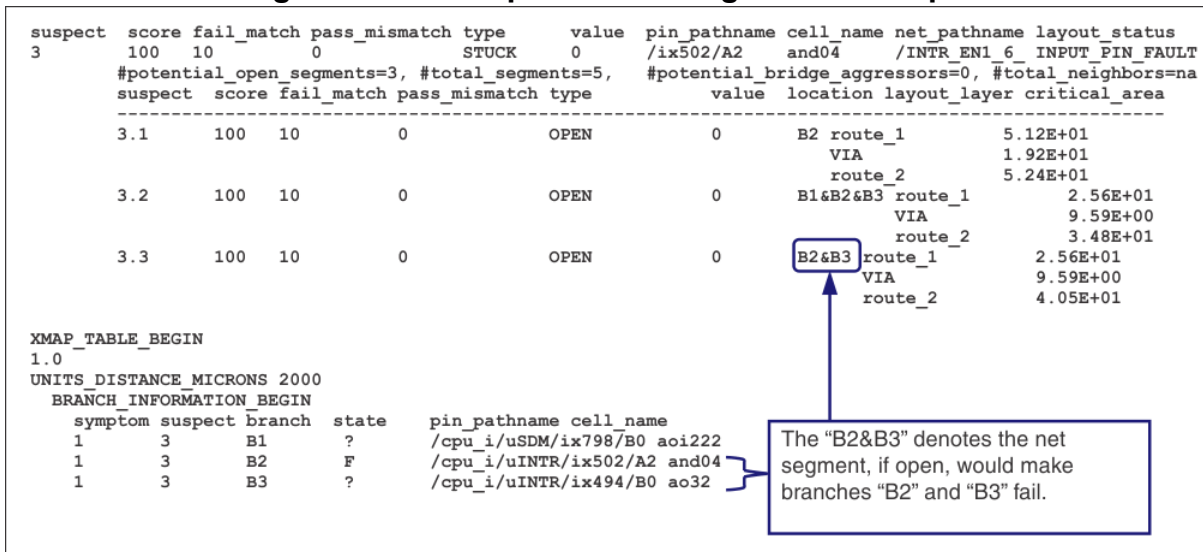 suspect score fail_match pass_mismatch type value pin_pathname cell_name net_pathname layout_status
3 100 10 0 STUCK 0 /ix502/A2 and04 /INTR_EN1_6_ INPUT_PIN_FAULT
#potential_open_segments=3, #total_segments=5, #potential_bridge_aggressors=0, #total_neighbors=na
suspect score fail_match pass_mismatch type value location layout_layer critical_area
--------------------------------------------------------------------------------------------------
3.1 100 10 0 OPEN 0 B2 route_1 5.12E+01
VIA 1.92E+01
route_2 5.24E+01
3.2 100 10 0 OPEN 0 B1&B2&B3 route_1 2.56E+01
VIA 9.59E+00
route_2 3.48E+01
3.3 100 10 0 OPEN 0 B2&B3 route_1 2.56E+01
VIA 9.59E+00
route_2 4.05E+01
XMAP_TABLE_BEGIN
1.0
UNITS_DISTANCE_MICRONS 2000
BRANCH_INFORMATION_BEGIN
symptom suspect branch state pin_pathname cell_name
1 3 B1 ? /cpu_i/uSDM/ix798/B0 aoi222
1 3 B2 F /cpu_i/uINTR/ix502/A2 and04
1 3 B3 ? /cpu_i/uINTR/ix494/B0 ao32
The “B2&B3” denotes the net
segment, if open, would make
branches “B2” and “B3” fail.